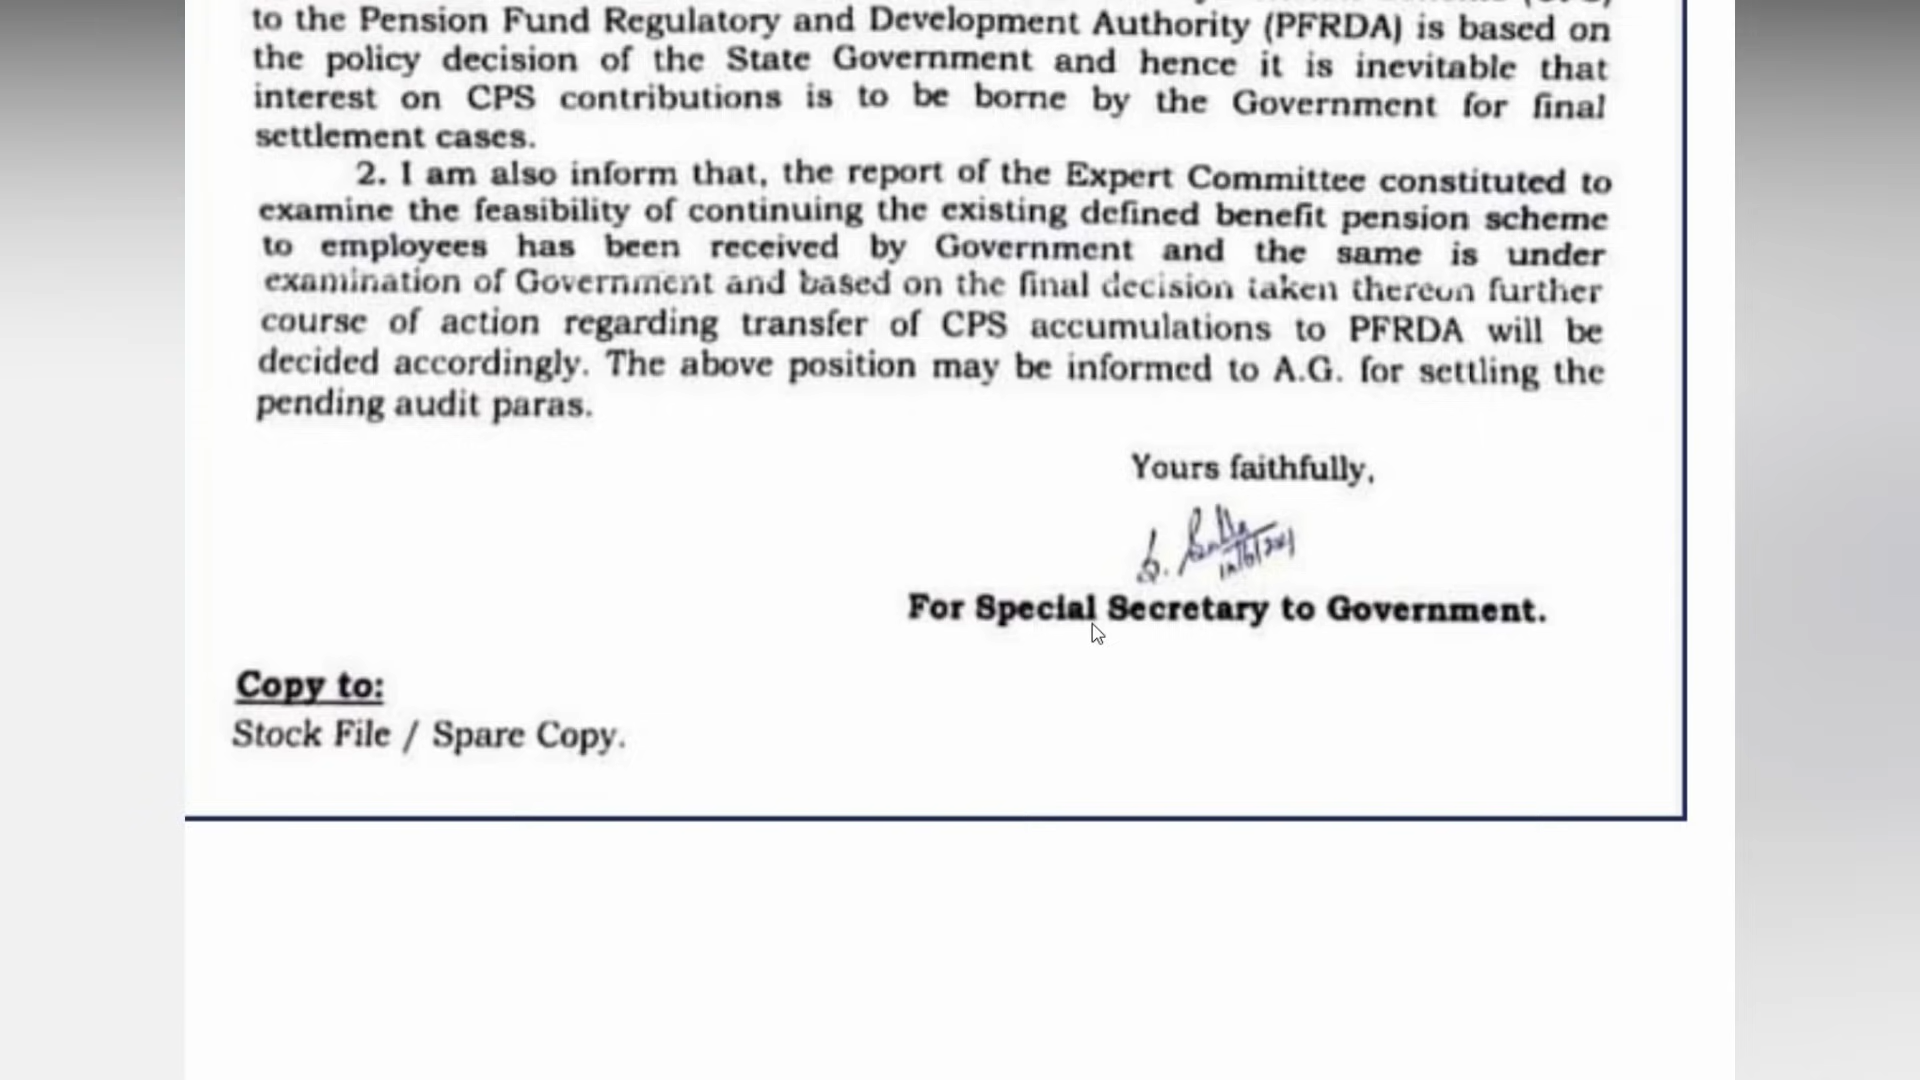 to the Pension Fund Regulatory and Development Authority (PFRDA) is based on
the policy decision of the State Government and hence it is inevitable that
interest on CPS contributions is to be borne by the Government for final
settlement cases.
2. I am also inform that, the report of the Expert Committee constituted to
examine the feasibility of continuing the existing defined benefit pension scheme
to employees has been received by Government and the same is under
examination of Government and based on the final decision taken thereon further
course of action regarding transfer of CPS accumulations to PFRDA will be
decided accordingly. The above position may be informed to A.G. for settling the
pending audit paras.
Yours faithfully,
For Special Secretary to Government.
Copy to:
Stock File / Spare Copy.